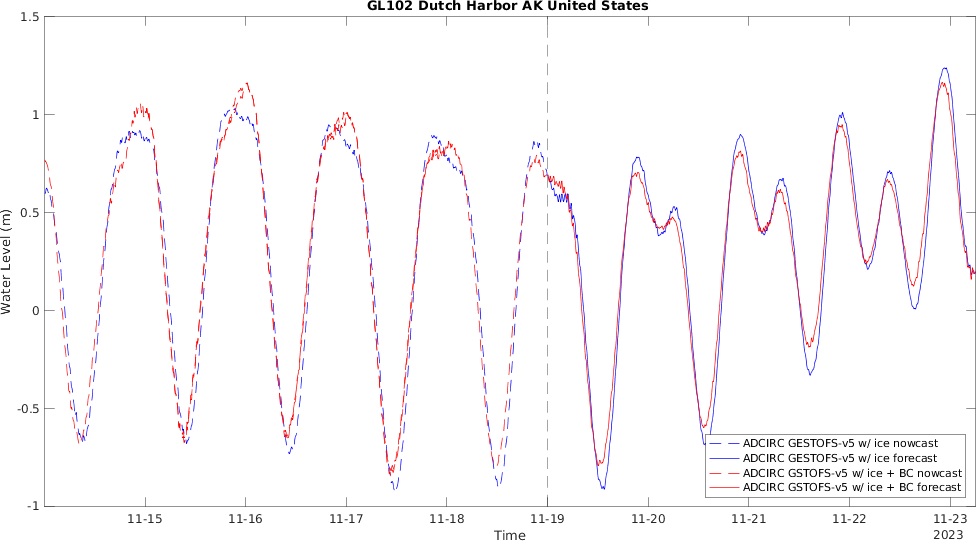 GL102 Dutch Harbor AK United States
1.5
1
0.5
0
-0.5
-1
Water Level (m)
ADCIRC GESTOFS-v5 w/ ice nowcast
ADCIRC GESTOFS-v5 w/ ice forecast
ADCIRC GSTOFS-v5 w/ ice + BC nowcast
ADCIRC GSTOFS-v5 w/ ice + BC forecast
11-15 11-16 11-17 11-18 11-19 11-20 11-21 11-22 11-23
Time
2023